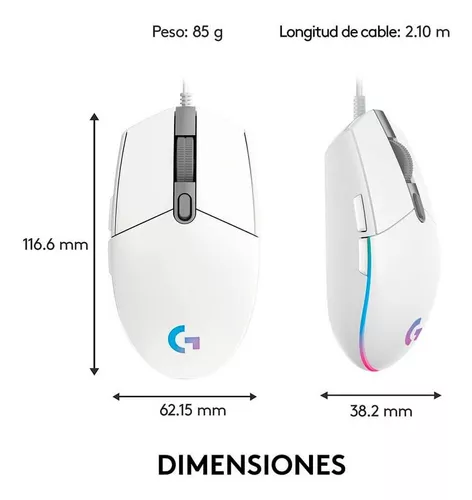 Peso: 85 g
Longitud de cable: 2.10 m
116.6 mm
G
62.15 mm
38.2 mm
DIMENSIONES